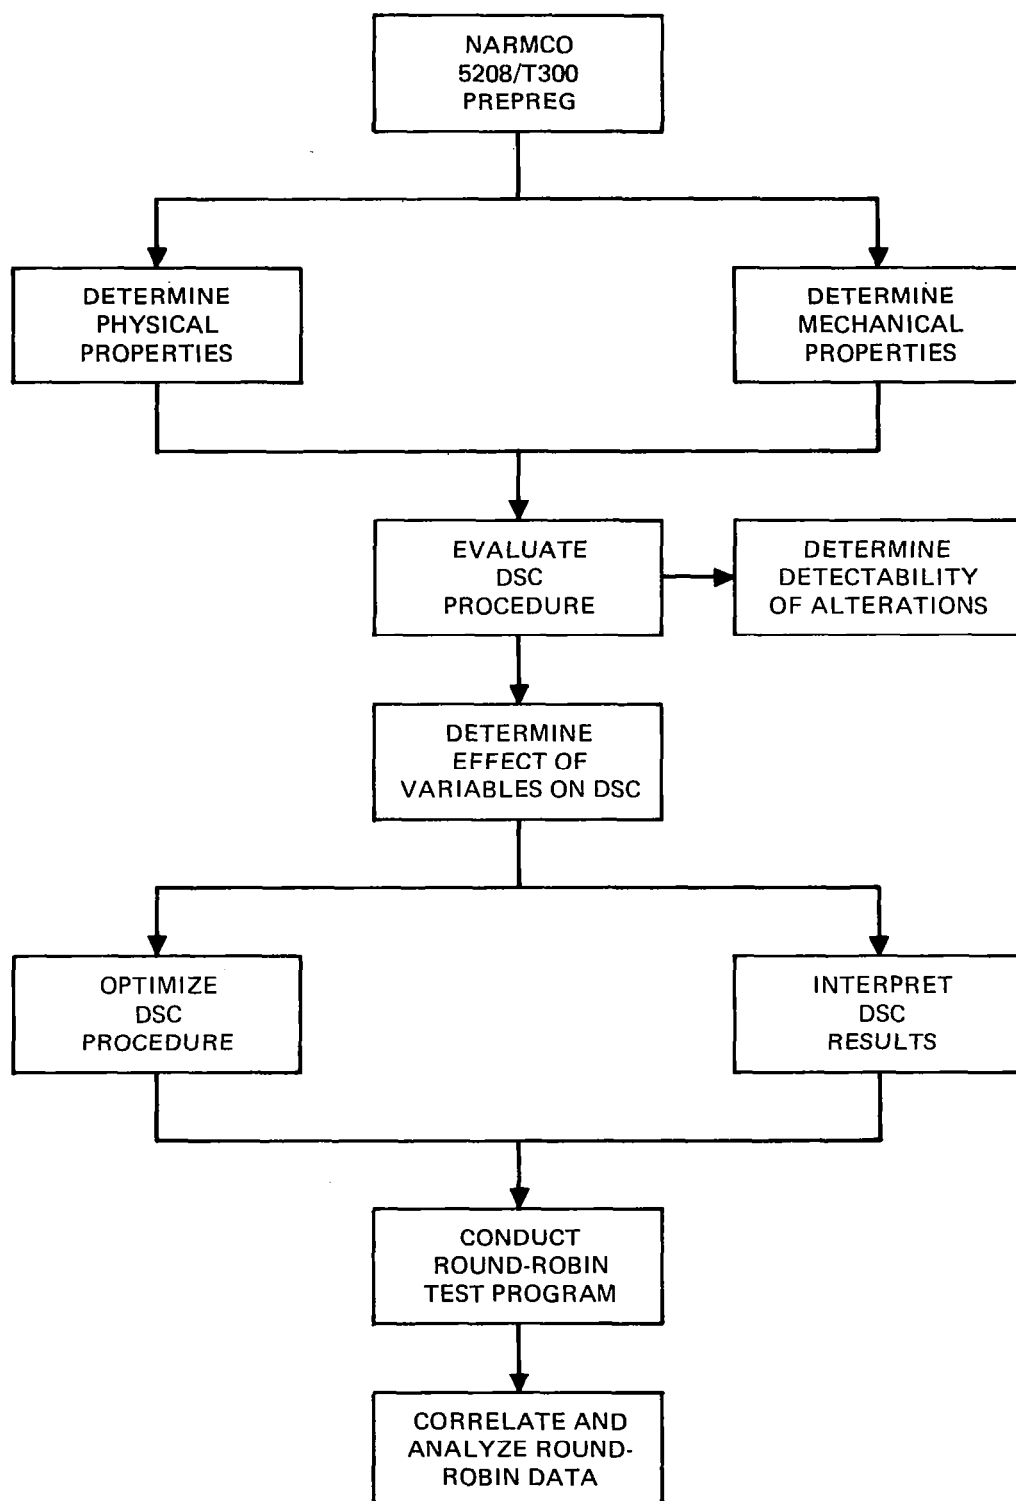 NARMCO
5208/T300
PREPREG
DETERMINE
PHYSICAL
PROPERTIES
DETERMINE
MECHANICAL
PROPERTIES
EVALUATE
DSC
PROCEDURE
DETERMINE
DETECTABILITY
OF ALTERATIONS
DETERMINE
EFFECT OF
VARIABLES ON DSC
OPTIMIZE
DSC
PROCEDURE
INTERPRET
DSC
RESULTS
CONDUCT
ROUND-ROBIN
TEST PROGRAM
CORRELATE AND
ANALYZE ROUND-
ROBIN DATA